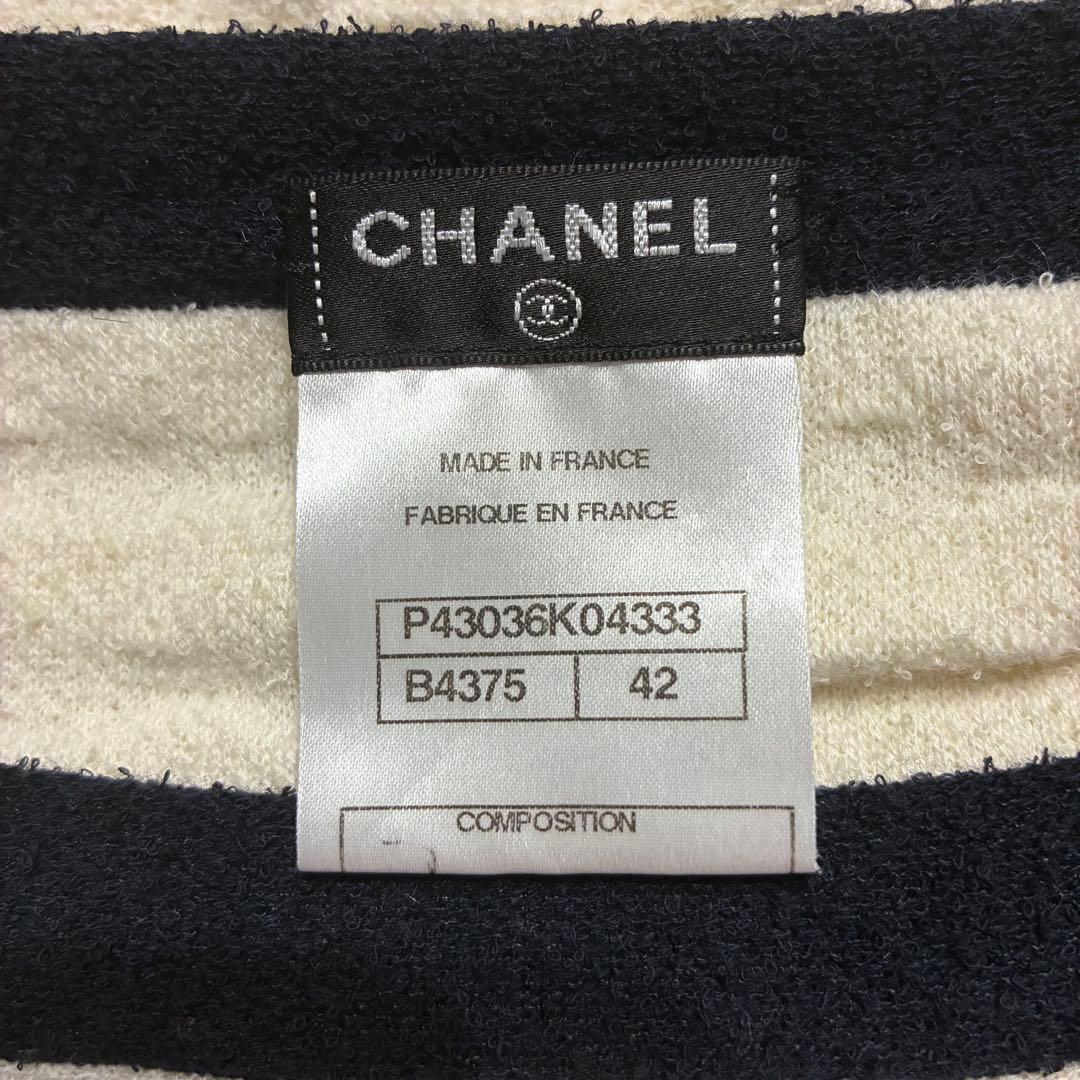 CHANEL
MADE IN FRANCE
FABRIQUE EN FRANCE
P43036K04333
B4375 42
COMPOSITION